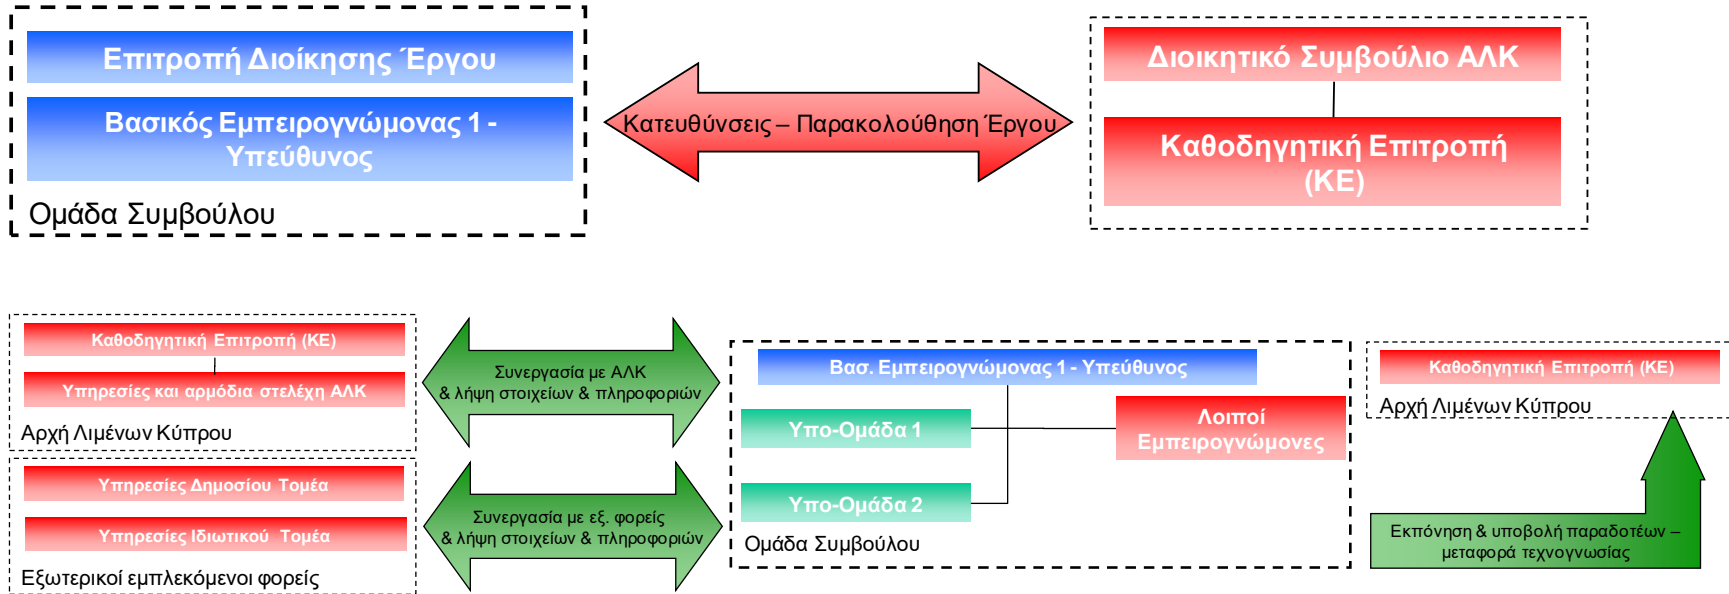 Επιτροπή Διοίκησης Έργου
Βασικός Εμπειρογνώμονας 1 -
Υπεύθυνος
Ομάδα Συμβούλου
Κατευθύνσεις – Παρακολούθηση Έργου
Διοικητικό Συμβούλιο ΑΛΚ
Καθοδηγητική Επιτροπή
(ΚΕ)
Καθοδηγητική Επιτροπή (ΚΕ)
Υπηρεσίες και αρμόδια στελέχη ΑΛΚ
Αρχή Λιμένων Κύπρου
Υπηρεσίες Δημοσίου Τομέα
Υπηρεσίες Ιδιωτικού Τομέα
Εξωτερικοί εμπλεκόμενοι φορείς
Συνεργασία με ΑΛΚ
& λήψη στοιχείων & πληροφοριών
Συνεργασία με εξ. φορείς
& λήψη στοιχείων & πληροφοριών
Βασ. Εμπειρογνώμονας 1 - Υπεύθυνος
Υπο-Ομάδα 1
Λοιποί
Εμπειρογνώμονες
Υπο-Ομάδα 2
Ομάδα Συμβούλου
Καθοδηγητική Επιτροπή (ΚΕ)
Αρχή Λιμένων Κύπρου
Εκπόνηση & υποβολή παραδοτέων –
μεταφορά τεχνογνωσίας